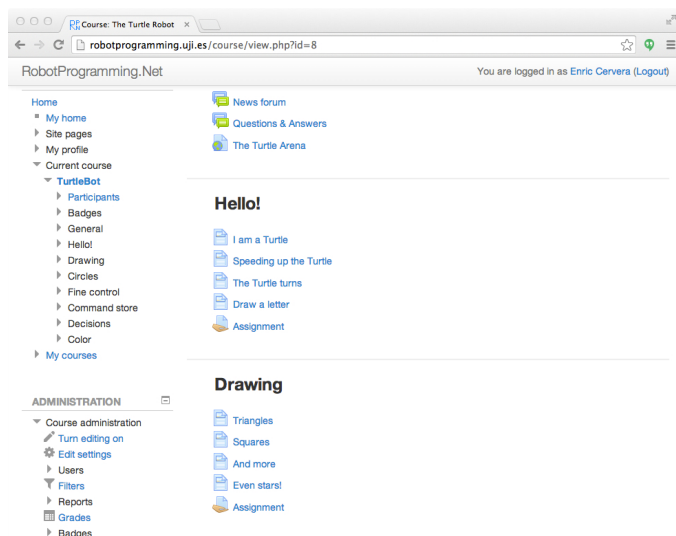 Course: The Turtle Robot
robotprogramming.uji.es/course/view.php?id=8
RobotProgramming.Net
You are logged in as Enric Cervera (Logout)
Home
My home
Site pages
My profile
Current course
TurtleBot
Participants
Badges
General
Hello!
Drawing
Circles
Fine control
Command store
Decisions
Color
My courses
ADMINISTRATION
Course administration
Turn editing on
Edit settings
Users
Filters
Reports
Grades
Badges
News forum
Questions & Answers
The Turtle Arena
Hello!
I am a Turtle
Speeding up the Turtle
The Turtle turns
Draw a letter
Assignment
Drawing
Triangles
Squares
And more
Even stars!
Assignment